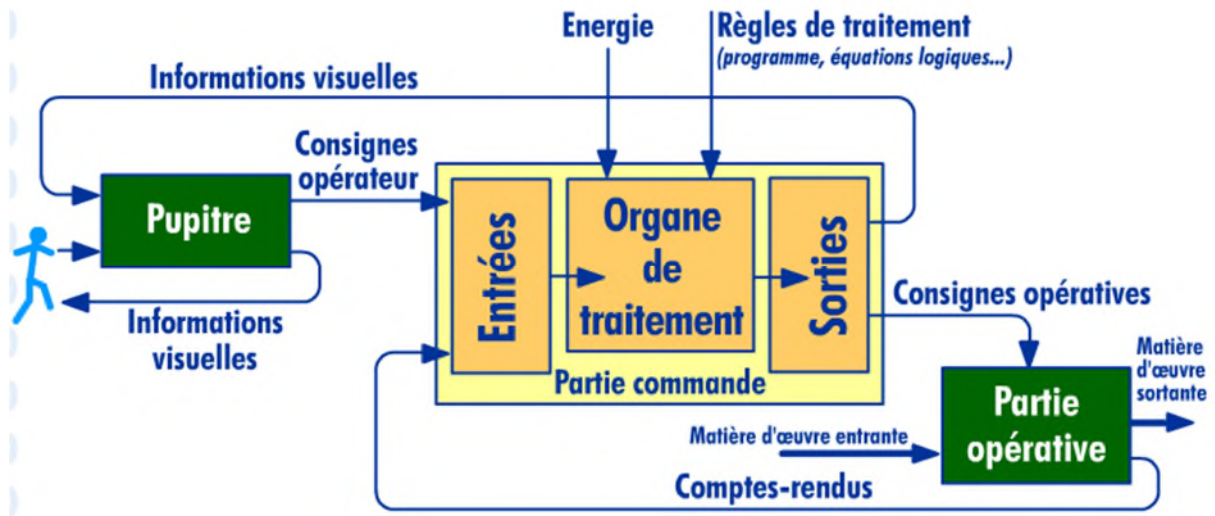 Energie
Règles de traitement
(programme, équations logiques...)
Informations visuelles
Consignes
opérateur
Pupitre
Informations
visuelles
Entrées
Organe
de
traitement
Sorties
Partie commande
Consignes opératives
Matière
d'œuvre
sortante
Partie
opérative
Matière d'œuvre entrante
Comptes-rendus